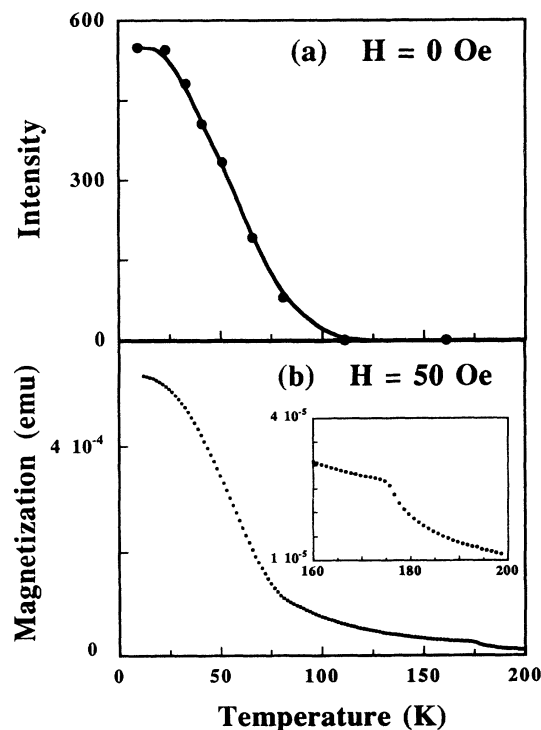 600
(a) H = 0 Oe
300
Intensity
0
(b) H = 50 Oe
4 10-5
4 10-4
Magnetization (emu)
1 10-5
160 180 200
0
0 50 100 150 200
Temperature (K)